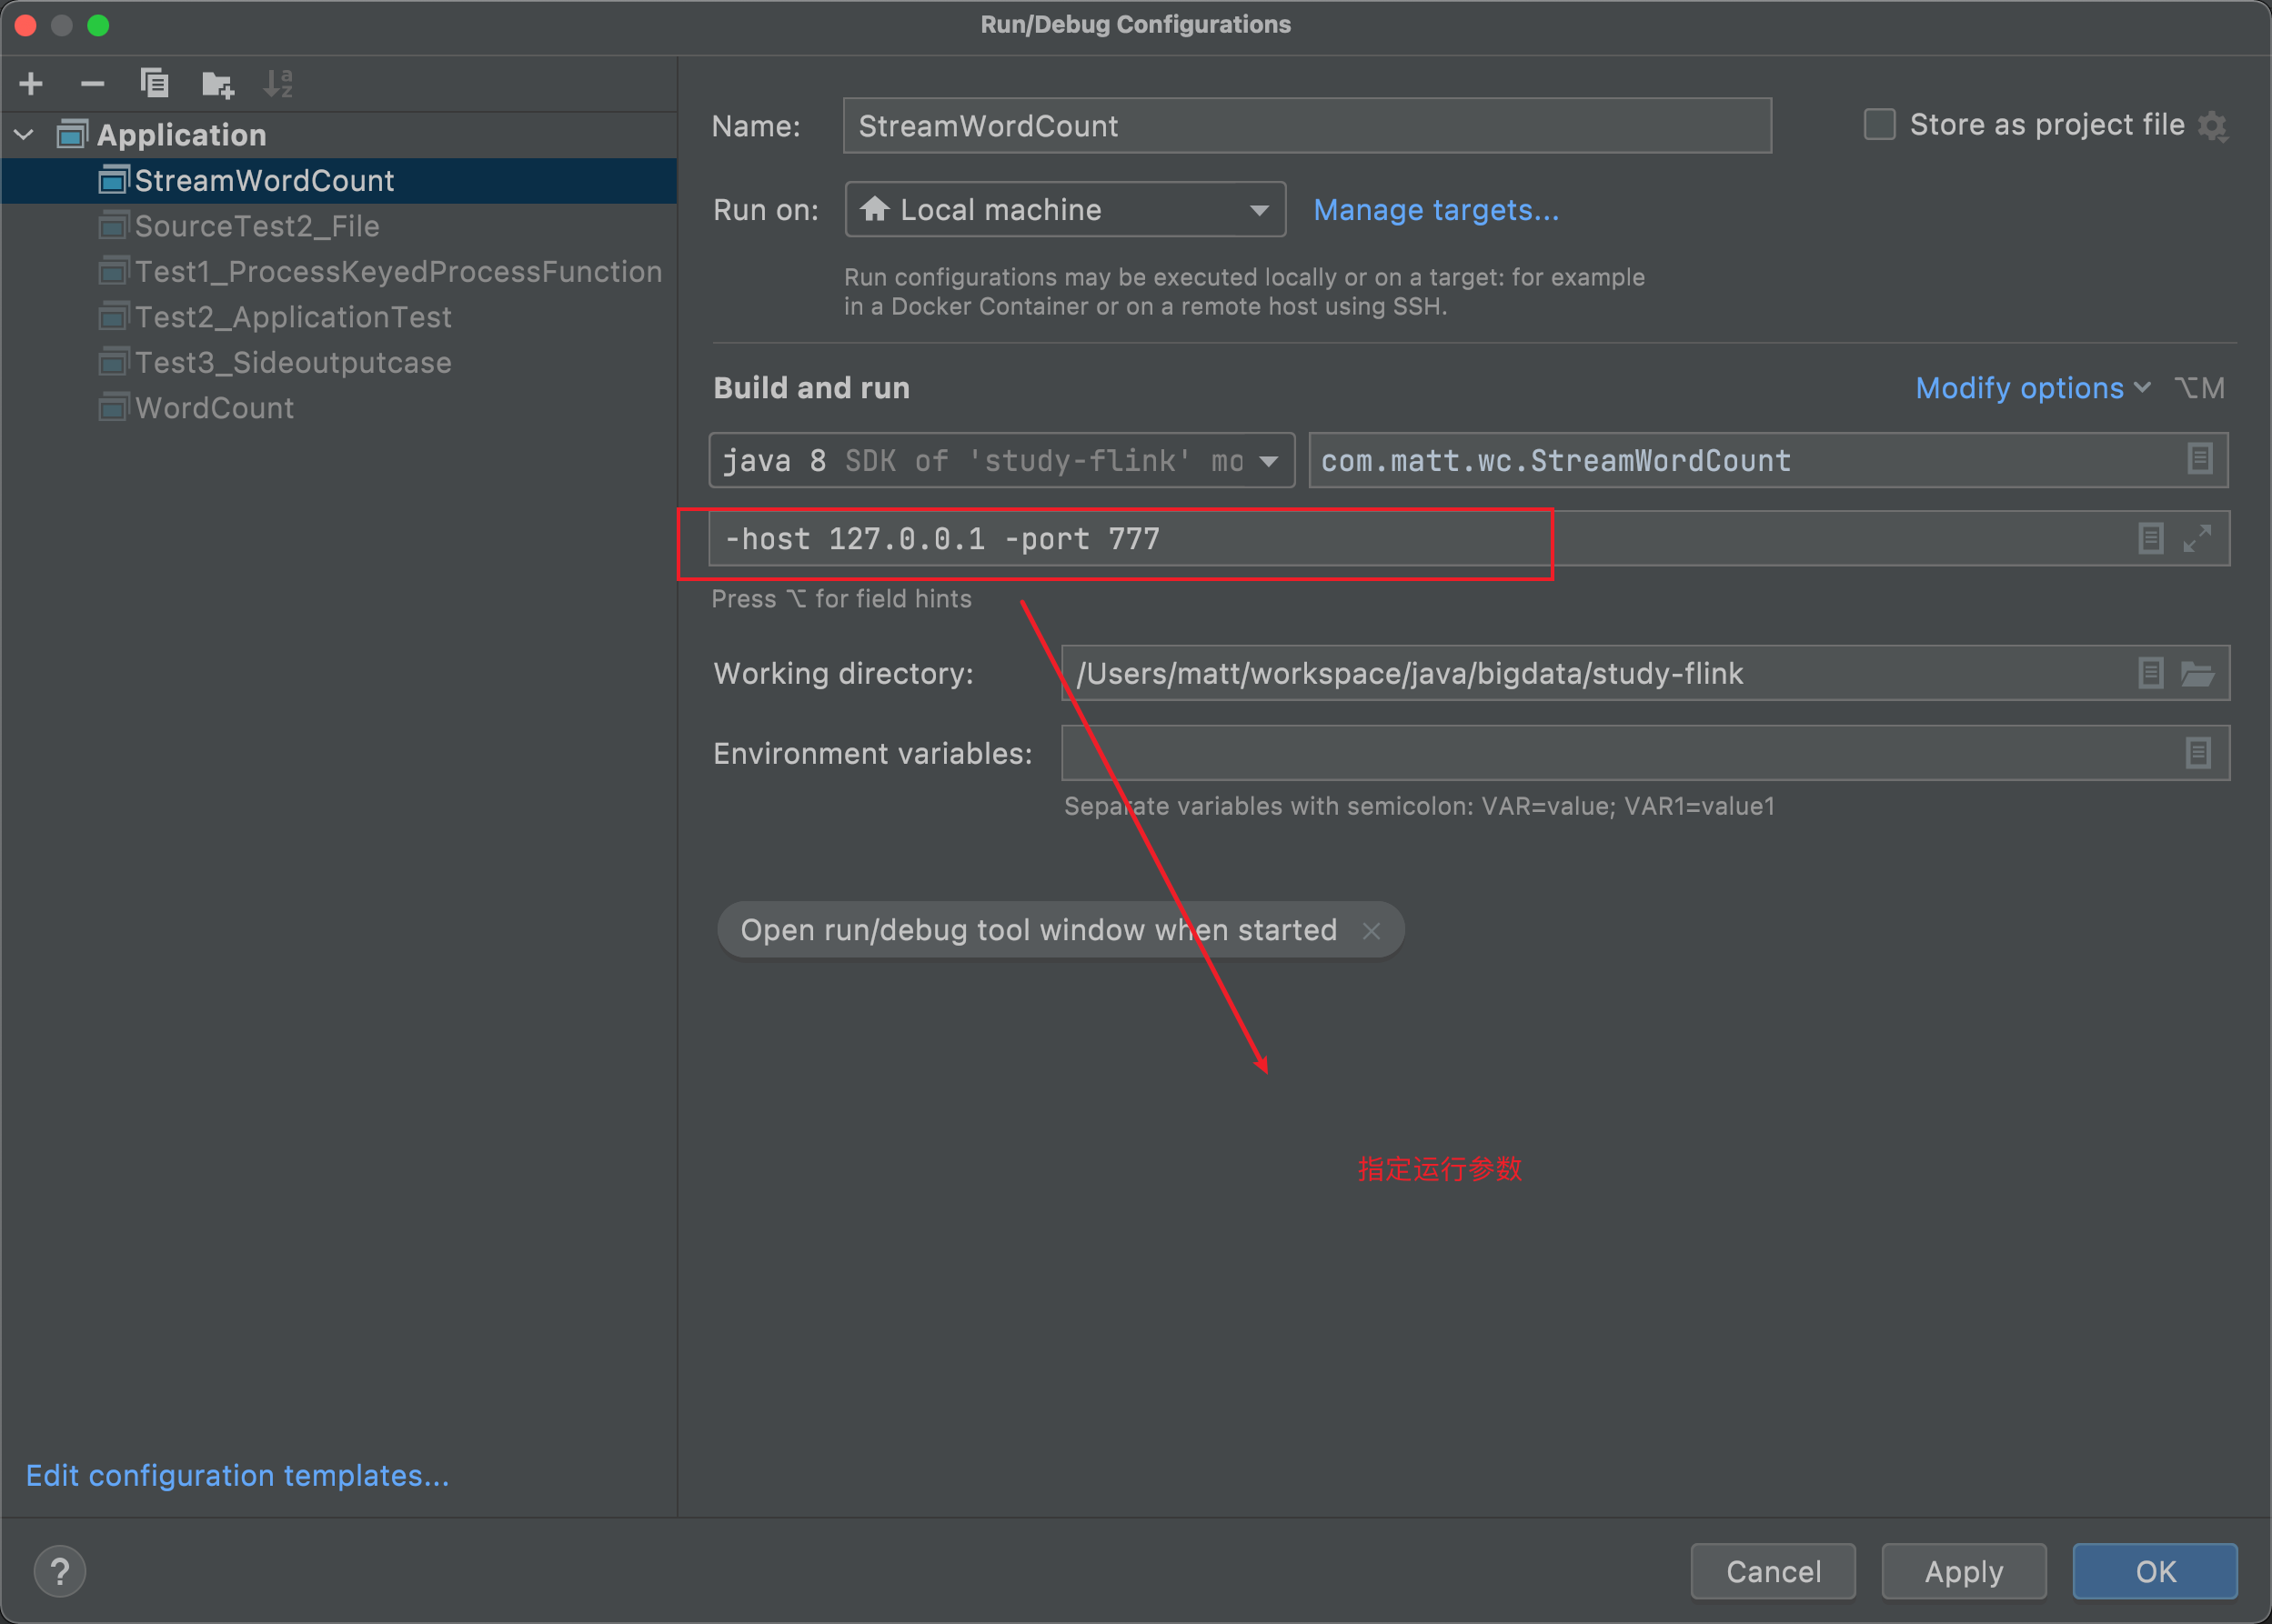 Run/Debug Configurations
Application
StreamWordCount
SourceTest2_File
Test1_ProcessKeyedProcessFunction
Test2_ApplicationTest
Test3_Sideoutputcase
WordCount
Edit configuration templates...
Name:
StreamWordCount
Store as project file
Run on:
Local machine
Manage targets...
Run configurations may be executed locally or on a target: for example
in a Docker Container or on a remote host using SSH.
Build and run
Modify options ⌥M
java 8 SDK of 'study-flink' mo
com.matt.wc.StreamWordCount
-host 127.0.0.1 -port 777
Press ⌥ for field hints
Working directory:
/Users/matt/workspace/java/bigdata/study-flink
Environment variables:
Separate variables with semicolon: VAR=value; VAR1=value1
Open run/debug tool window when started
指定运行参数
?
Cancel
Apply
OK